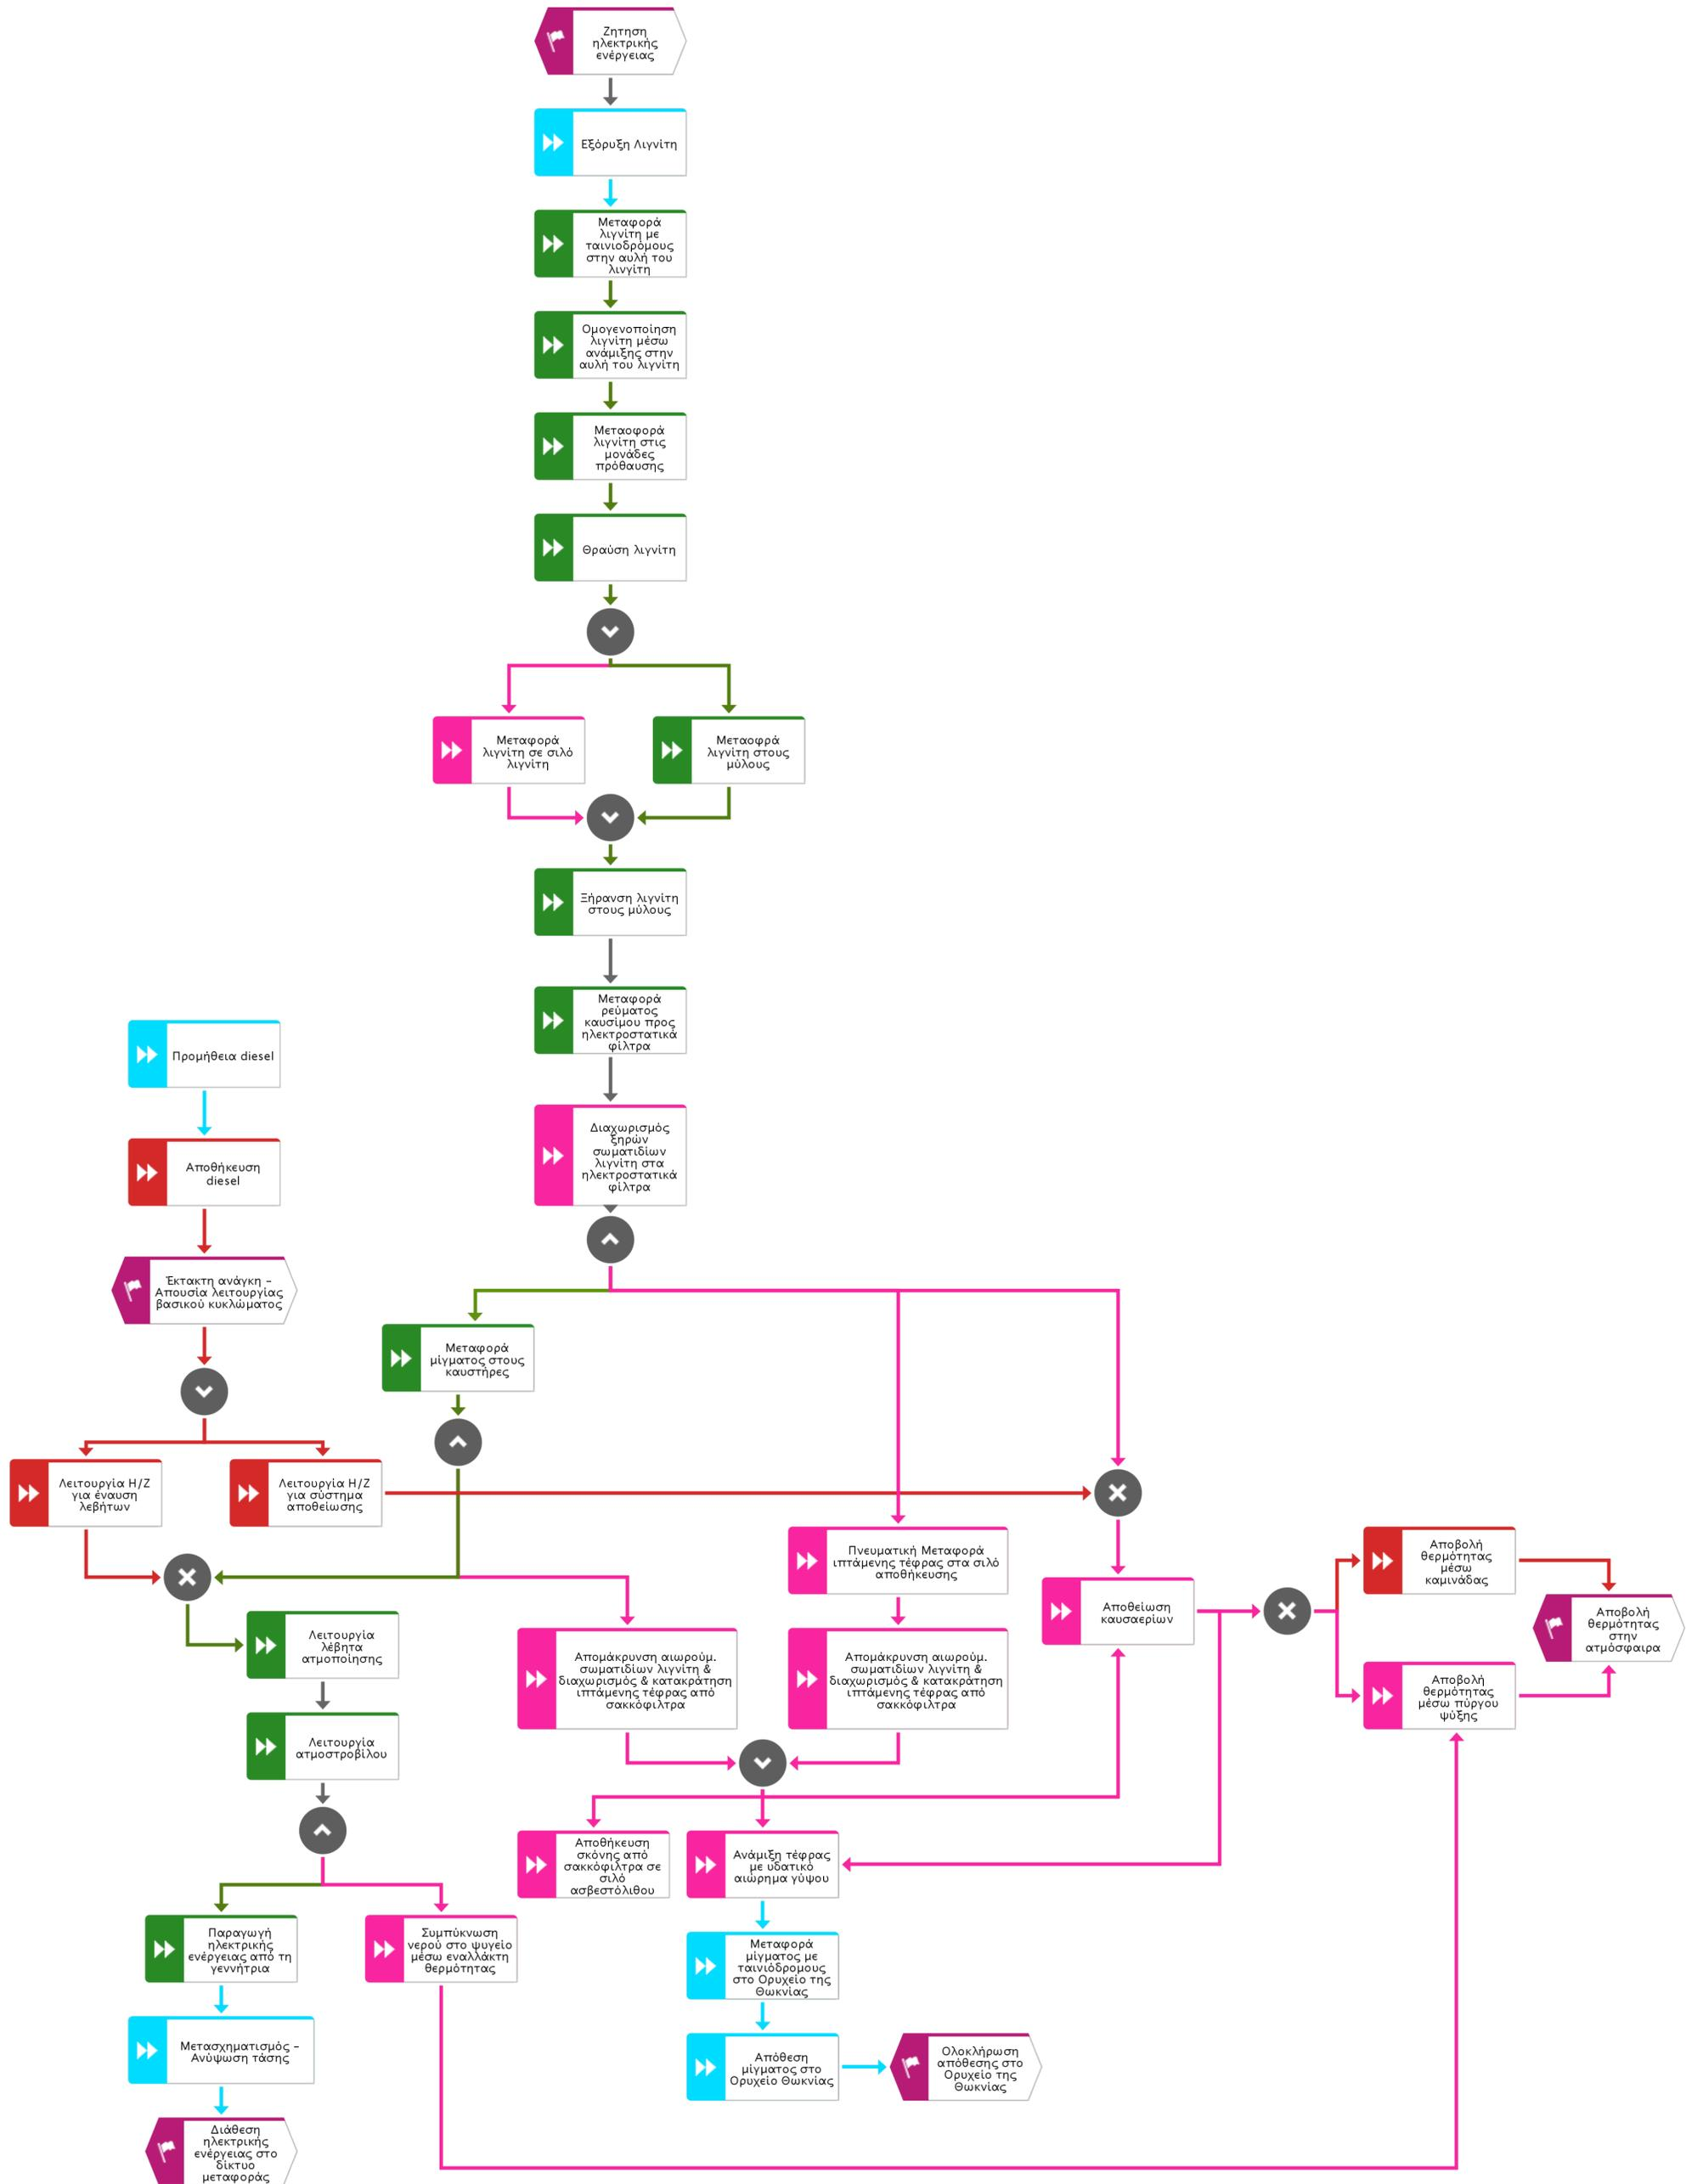 Ζητηση
ηλεκτρικής
ενέργειας
Εξόρυξη Λιγνίτη
Μεταφορά
λιγνίτη με
ταινιοδρόμους
στην αυλή του
λινγίτη
Ομογενοποίηση
λιγνίτη μέσω
ανάμιξης στην
αυλή του λιγνίτη
Μεταοφορά
λιγνίτη στις
μονάδες
πρόθαυσης
Θραύση λιγνίτη
Μεταφορά
λιγνίτη σε σιλό
λιγνίτη
Μεταοφρά
λιγνίτη στους
μύλους
Ξήρανση λιγνίτη
στους μύλους
Μεταφορά
ρεύματος
καυσίμου προς
ηλεκτροστατικά
φίλτρα
Προμήθεια diesel
Διαχωρισμός
ξηρών
σωματιδίων
λιγνίτη στα
ηλεκτροστατικά
φίλτρα
Αποθήκευση
diesel
Έκτακτη ανάγκη –
Απουσία λειτουργίας
βασικού κυκλώματος
Μεταφορά
μίγματος στους
καυστήρες
Λειτουργία Η/Ζ
για έναυση
λεβήτων
Λειτουργία Η/Ζ
για σύστημα
αποθείωσης
Πνευματική Μεταφορά
ιπτάμενης τέφρας στα σιλό
αποθήκευσης
Αποθείωση
καυσαερίων
Αποβολή
θερμότητας
μέσω
καμινάδας
Αποβολή
θερμότητας
στην
ατμόσφαιρα
Λειτουργία
λέβητα
ατμοποίησης
Απομάκρυνση αιωρούμ.
σωματιδίων λιγνίτη &
διαχωρισμός & κατακράτηση
ιπτάμενης τέφρας από
σακκόφιλτρα
Απομάκρυνση αιωρούμ.
σωματιδίων λιγνίτη &
διαχωρισμός & κατακράτηση
ιπτάμενης τέφρας από
σακκόφιλτρα
Αποβολή
θερμότητας
μέσω πύργου
ψύξης
Λειτουργία
ατμοστροβίλου
Αποθήκευση
σκόνης από
σακκόφιλτρα σε
σιλό
ασβεστόλιθου
Ανάμιξη τέφρας
με υδατικό
αιώρημα γύψου
Παραγωγή
ηλεκτρικής
ενέργειας από τη
γεννήτρια
Συμπύκνωση
νερού στο ψυγείο
μέσω εναλλάκτη
θερμότητας
Μεταφορά
μίγματος με
ταινιόδρομους
στο Ορυχείο της
Θωκνίας
Μετασχηματισμός –
Ανύψωση τάσης
Απόθεση
μίγματος στο
Ορυχείο Θωκνίας
Ολοκλήρωση
απόθεσης στο
Ορυχείο της
Θωκνίας
Διάθεση
ηλεκτρικής
ενέργειας στο
δίκτυο
μεταφοράς